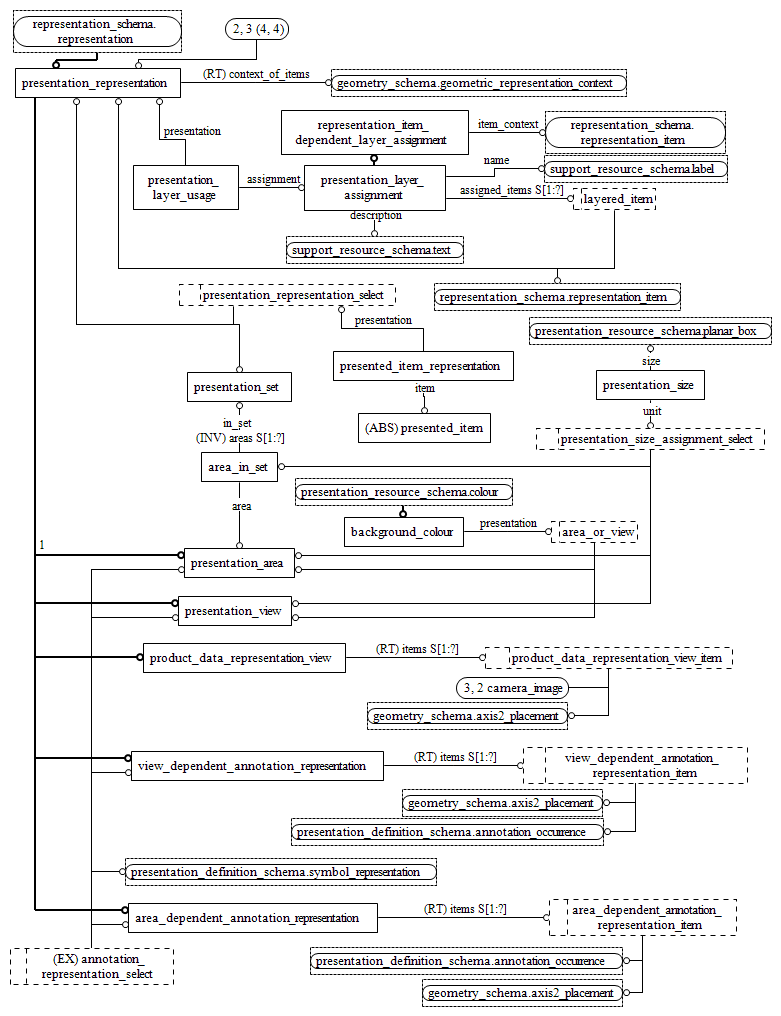 representation_schema.
representation
2, 3 (4, 4)
presentation_representation
(RT) context_of_items
geometry_schema.geometric_representation_context
representation_item_
dependent_layer_assignment
item_context
representation_schema.
representation_item
presentation
presentation_
layer_usage
assignment
presentation_layer_
assignment
name
support_resource_schema.label
assigned_items S[1:?]
layered_item
description
support_resource_schema.text
presentation_representation_select
representation_schema.representation_item
presentation
presentation_resource_schema.planar_box
presented_item_representation
size
presentation_set
item
presentation_size
in_set
(INV) areas S[1:?]
(ABS) presented_item
unit
presentation_size_assignment_select
area_in_set
area
presentation_resource_schema.colour
background_colour
presentation
area_or_view
1
presentation_area
presentation_view
product_data_representation_view
(RT) items S[1:?]
product_data_representation_view_item
3, 2 camera_image
geometry_schema.axis2_placement
view_dependent_annotation_representation
(RT) items S[1:?]
view_dependent_annotation_
representation_item
geometry_schema.axis2_placement
presentation_definition_schema.annotation_occurrence
presentation_definition_schema.symbol_representation
area_dependent_annotation_representation
(RT) items S[1:?]
area_dependent_annotation_
representation_item
(EX) annotation_
representation_select
presentation_definition_schema.annotation_occurrence
geometry_schema.axis2_placement